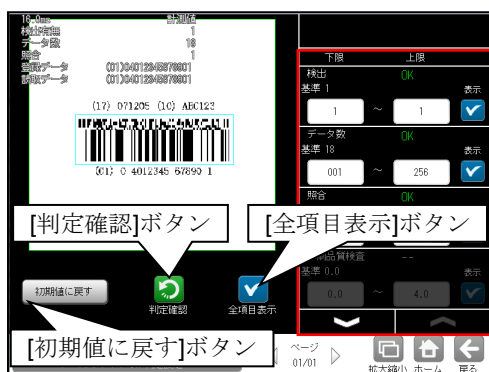 16.0ms 計測値
検出有無 1
データ数 18
照合 1
登録データ (01)04012345678901
読取データ (01)04012345678901
(17) 071205 (10) ABC123
(01) 0 4012345 67890 1
下限 上限
検出 OK
基準 1 表示
1 ~ 1
データ数 OK
基準 18 表示
001 ~ 256
照合 OK
[判定確認]ボタン
[全項目表示]ボタン
品質検査 --
基準 0.0 表示
0.0 ~ 4.0
初期値に戻す
判定確認
全項目表示
[初期値に戻す]ボタン
ページ
01/01
拡大縮小 ホーム 戻る